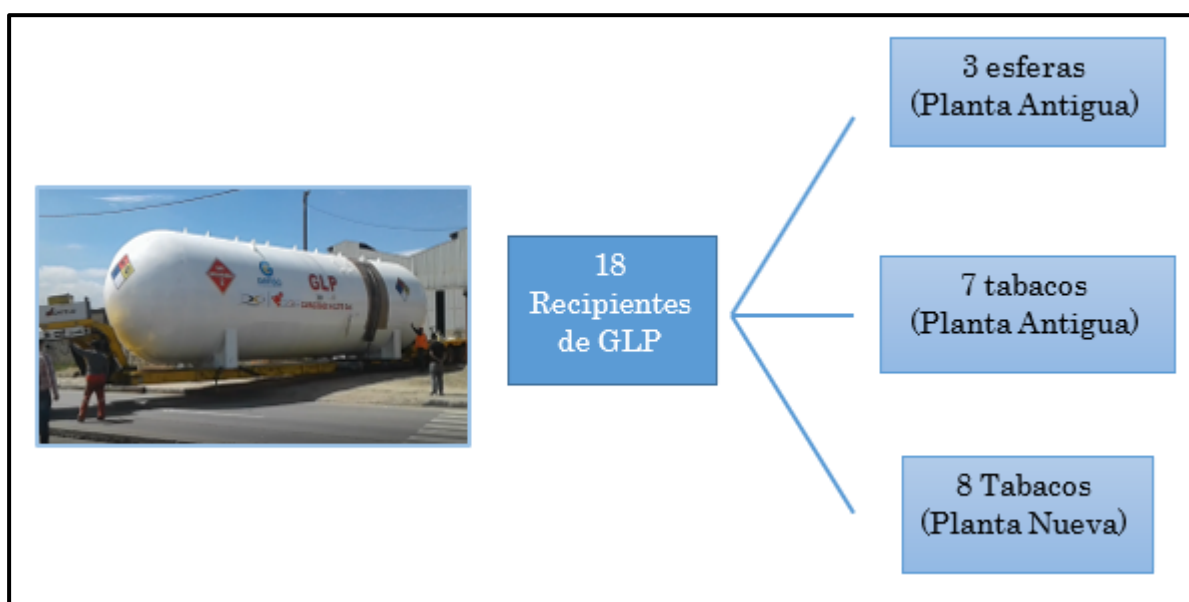 GLP
18
Recipientes
de GLP
3 esferas
(Planta Antigua)
7 tabacos
(Planta Antigua)
8 Tabacos
(Planta Nueva)